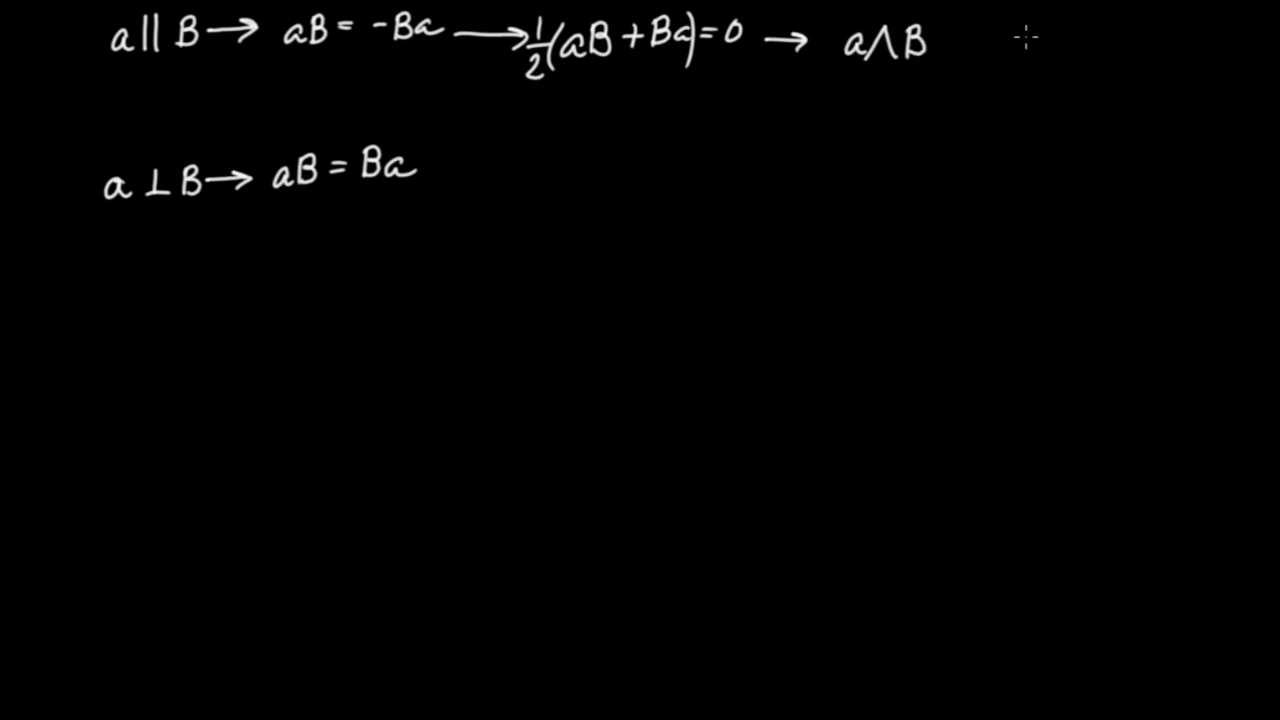 a || B → aB = -Ba → 1/2(aB + Ba) = 0 → a∧B
a ⊥ B → aB = Ba